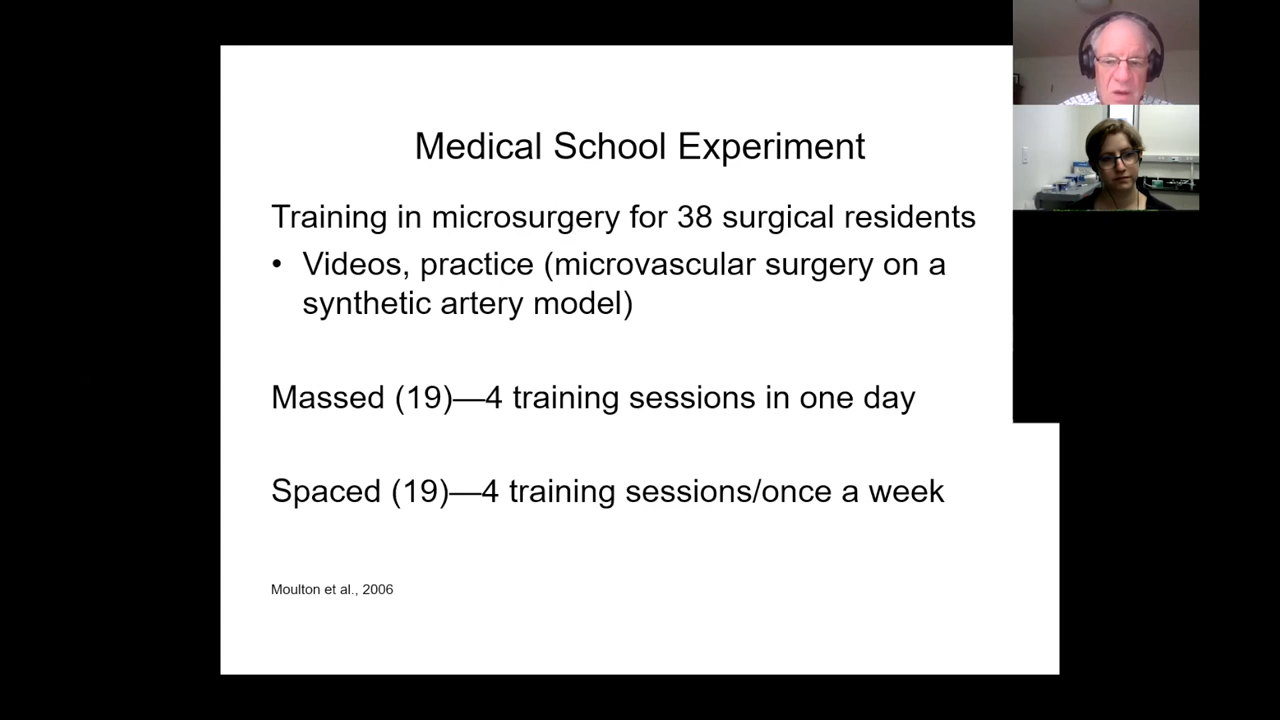 Medical School Experiment
Training in microsurgery for 38 surgical residents
• Videos, practice (microvascular surgery on a
synthetic artery model)
Massed (19)—4 training sessions in one day
Spaced (19)—4 training sessions/once a week
Moulton et al., 2006